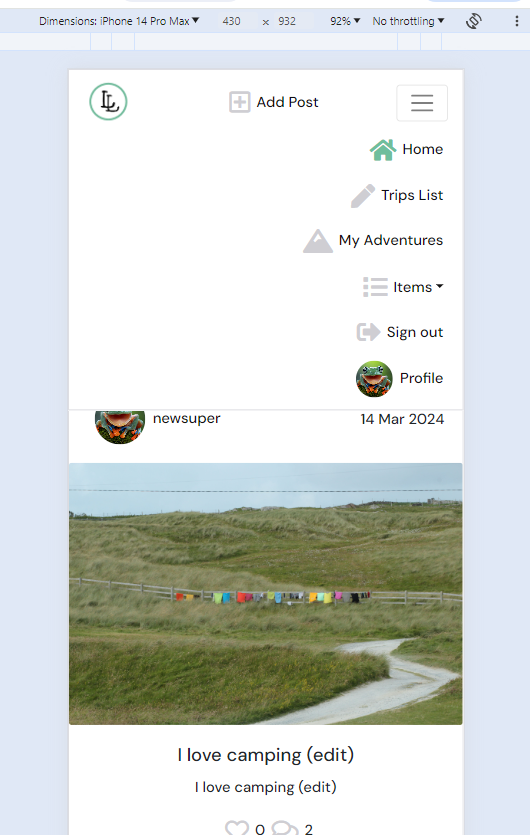 Dimensions: iPhone 14 Pro Max 430 x 932 92% No throttling
LL Add Post
Home
Trips List
My Adventures
Items
Sign out
Profile
newsuper 14 Mar 2024
I love camping (edit)
I love camping (edit)
0 2